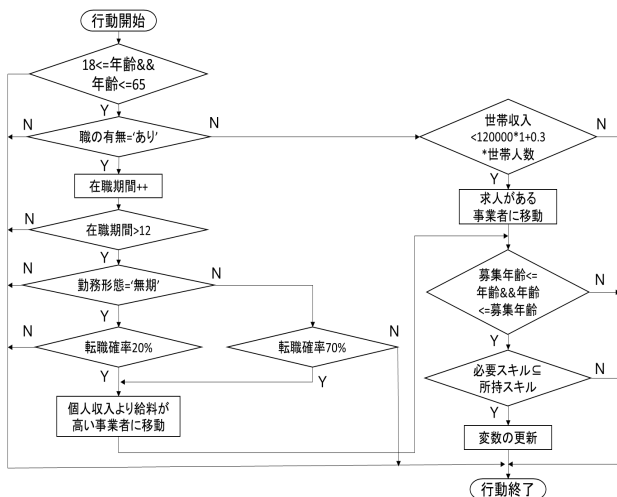 行動開始
18<=年齢&&
年齢<=65
N
Y
職の有無=‘あり’
N
N
Y
在職期間++
在職期間>12
N
Y
勤務形態=‘無期’
N
N
Y
転職確率20%
N
Y
転職確率70%
N
Y
個人収入より給料が
高い事業者に移動
世帯収入
<120000*1+0.3
*世帯人数
N
Y
求人がある
事業者に移動
募集年齢<=
年齢&&年齢
<=募集年齢
N
Y
必要スキル⊆
所持スキル
N
Y
変数の更新
行動終了